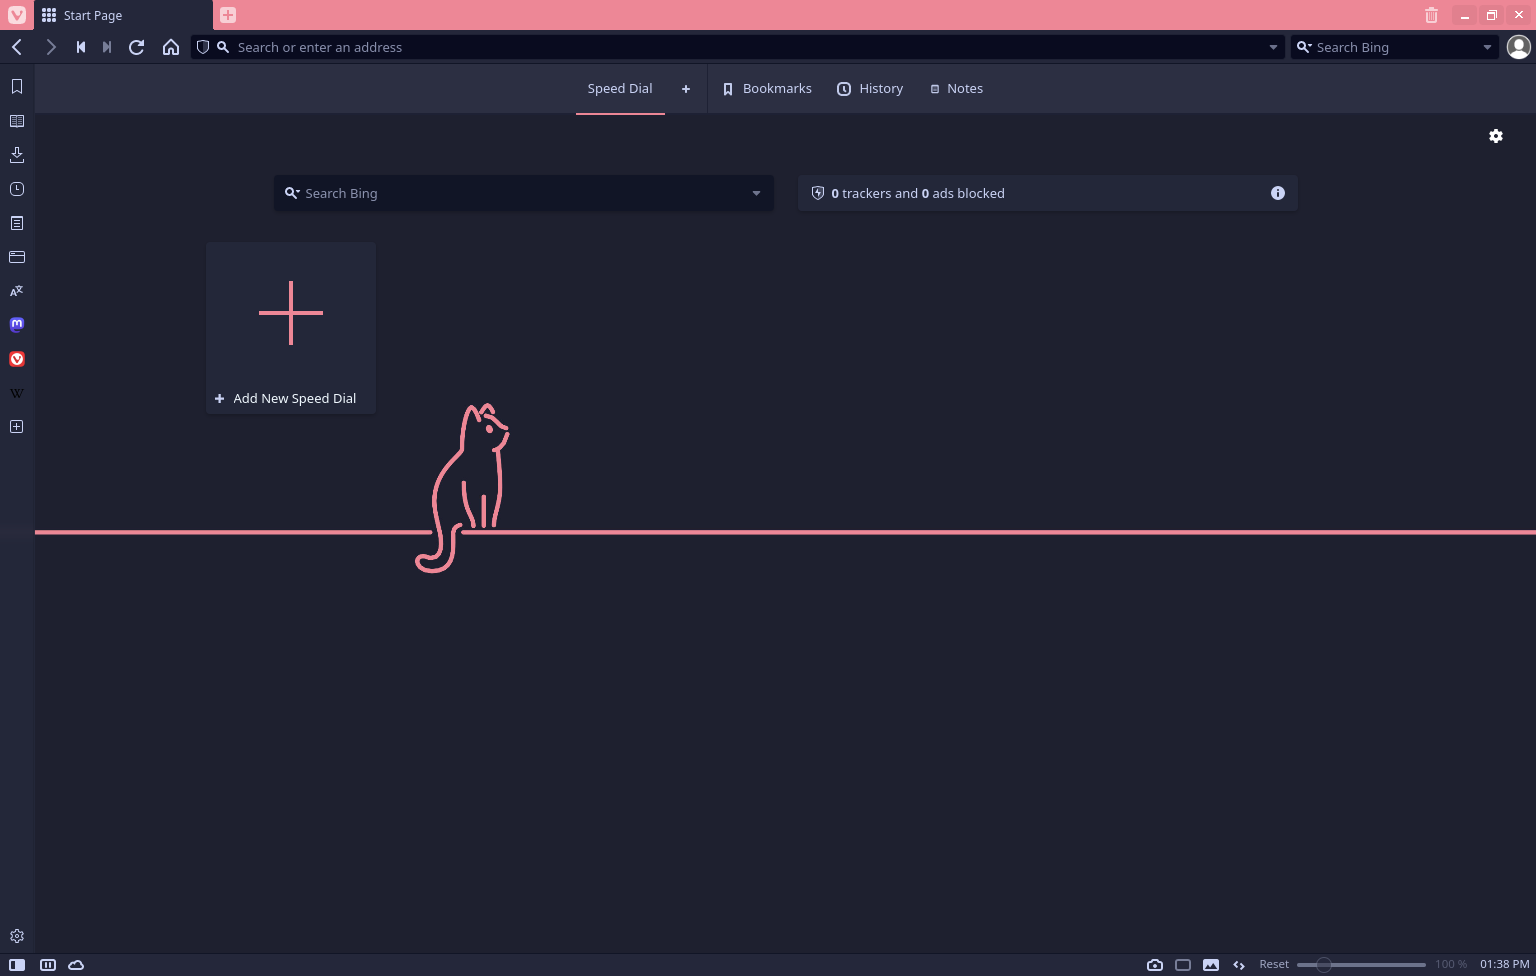 Start Page
Search or enter an address
Search Bing
Speed Dial
Bookmarks
History
Notes
Search Bing
0 trackers and 0 ads blocked
Add New Speed Dial
Reset
100 %
01:38 PM